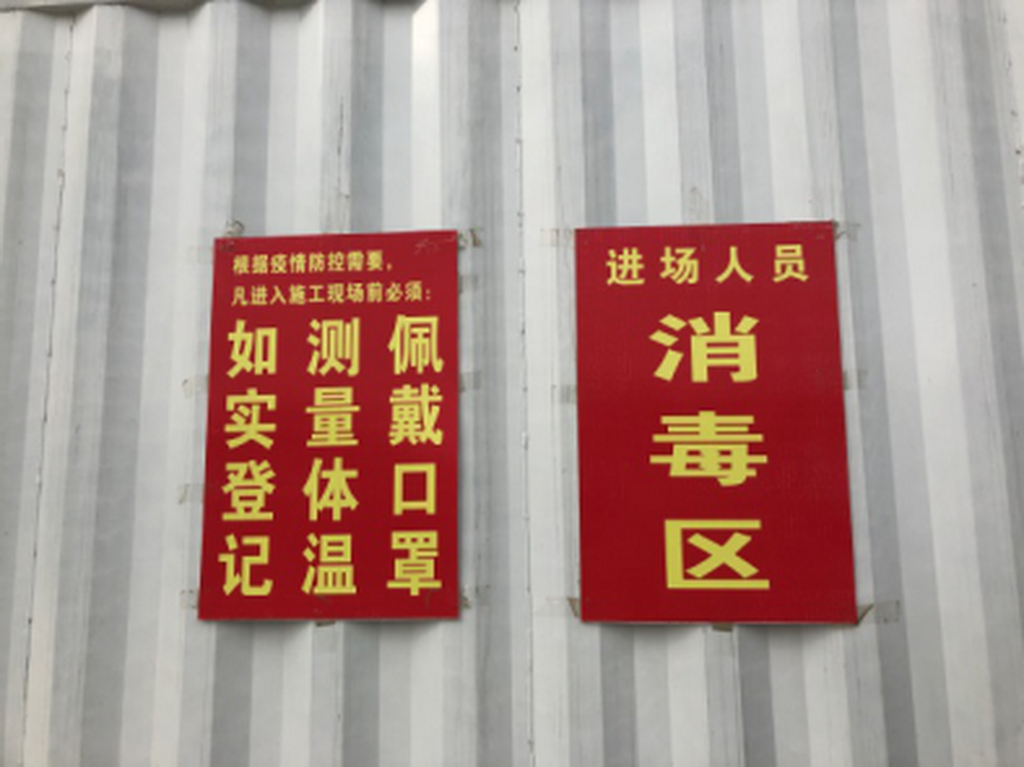 根据疫情防控需要，
凡进入施工现场前必须：
佩戴口罩
测量体温
如实登记
进场人员
消毒区